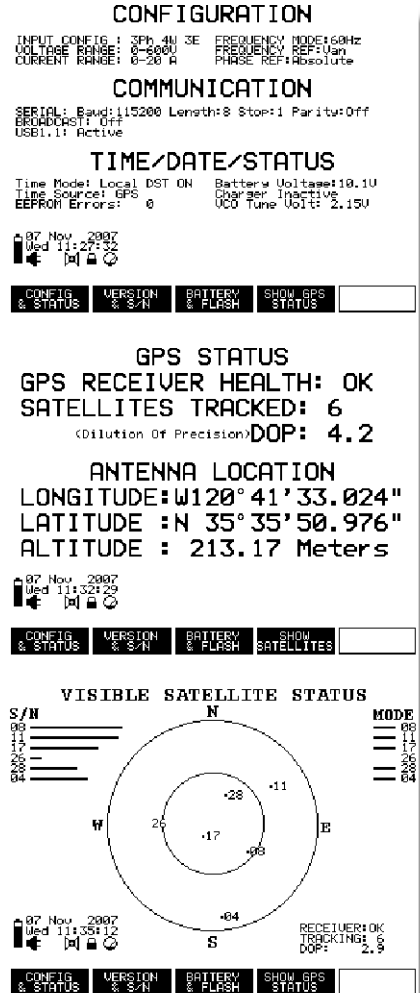 CONFIGURATION
INPUT CONFIG : 3Ph 4W 3E FREQUENCY MODE:60Hz
VOLTAGE RANGE: 0-600V FREQUENCY REF:Van
CURRENT RANGE: 0-20 A PHASE REF:Absolute
COMMUNICATION
SERIAL: Baud:115200 Length:8 Stop:1 Parity:Off
BROADCAST: Off
USB1.1: Active
TIME/DATE/STATUS
Time Mode: Local DST ON Battery Voltage:10.1V
Time Source: GPS Charger Inactive
EEPROM Errors: 0 VCO Tune Volt: 2.15V
07 Nov 2007
Wed 11:27:32
CONFIG & STATUS VERSION & S/N BATTERY & FLASH SHOW GPS STATUS
GPS STATUS
GPS RECEIVER HEALTH: OK
SATELLITES TRACKED: 6
(Dilution Of Precision)DOP: 4.2
ANTENNA LOCATION
LONGITUDE:W120°41'33.024"
LATITUDE :N 35°35'50.976"
ALTITUDE : 213.17 Meters
07 Nov 2007
Wed 11:32:29
CONFIG & STATUS VERSION & S/N BATTERY & FLASH SHOW SATELLITES
VISIBLE SATELLITE STATUS
S/N N MODE
08 08
11 11
17 17
26 26
28 28
04 04
11
28
W 26 E
17
08
04
S
07 Nov 2007
Wed 11:35:12
RECEIVER:OK
TRACKING: 6
DOP: 2.9
CONFIG & STATUS VERSION & S/N BATTERY & FLASH SHOW GPS STATUS